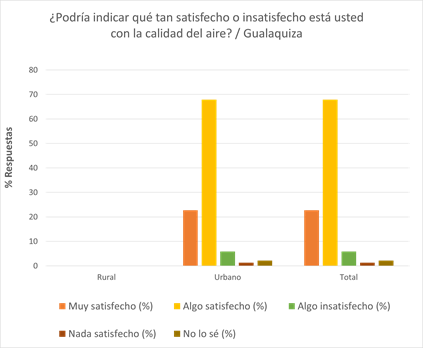 ¿Podría indicar qué tan satisfecho o insatisfecho está usted
con la calidad del aire? / Gualaquiza
% Respuestas
80
70
60
50
40
30
20
10
0
Rural Urbano Total
Muy satisfecho (%) Algo satisfecho (%) Algo insatisfecho (%)
Nada satisfecho (%) No lo sé (%)